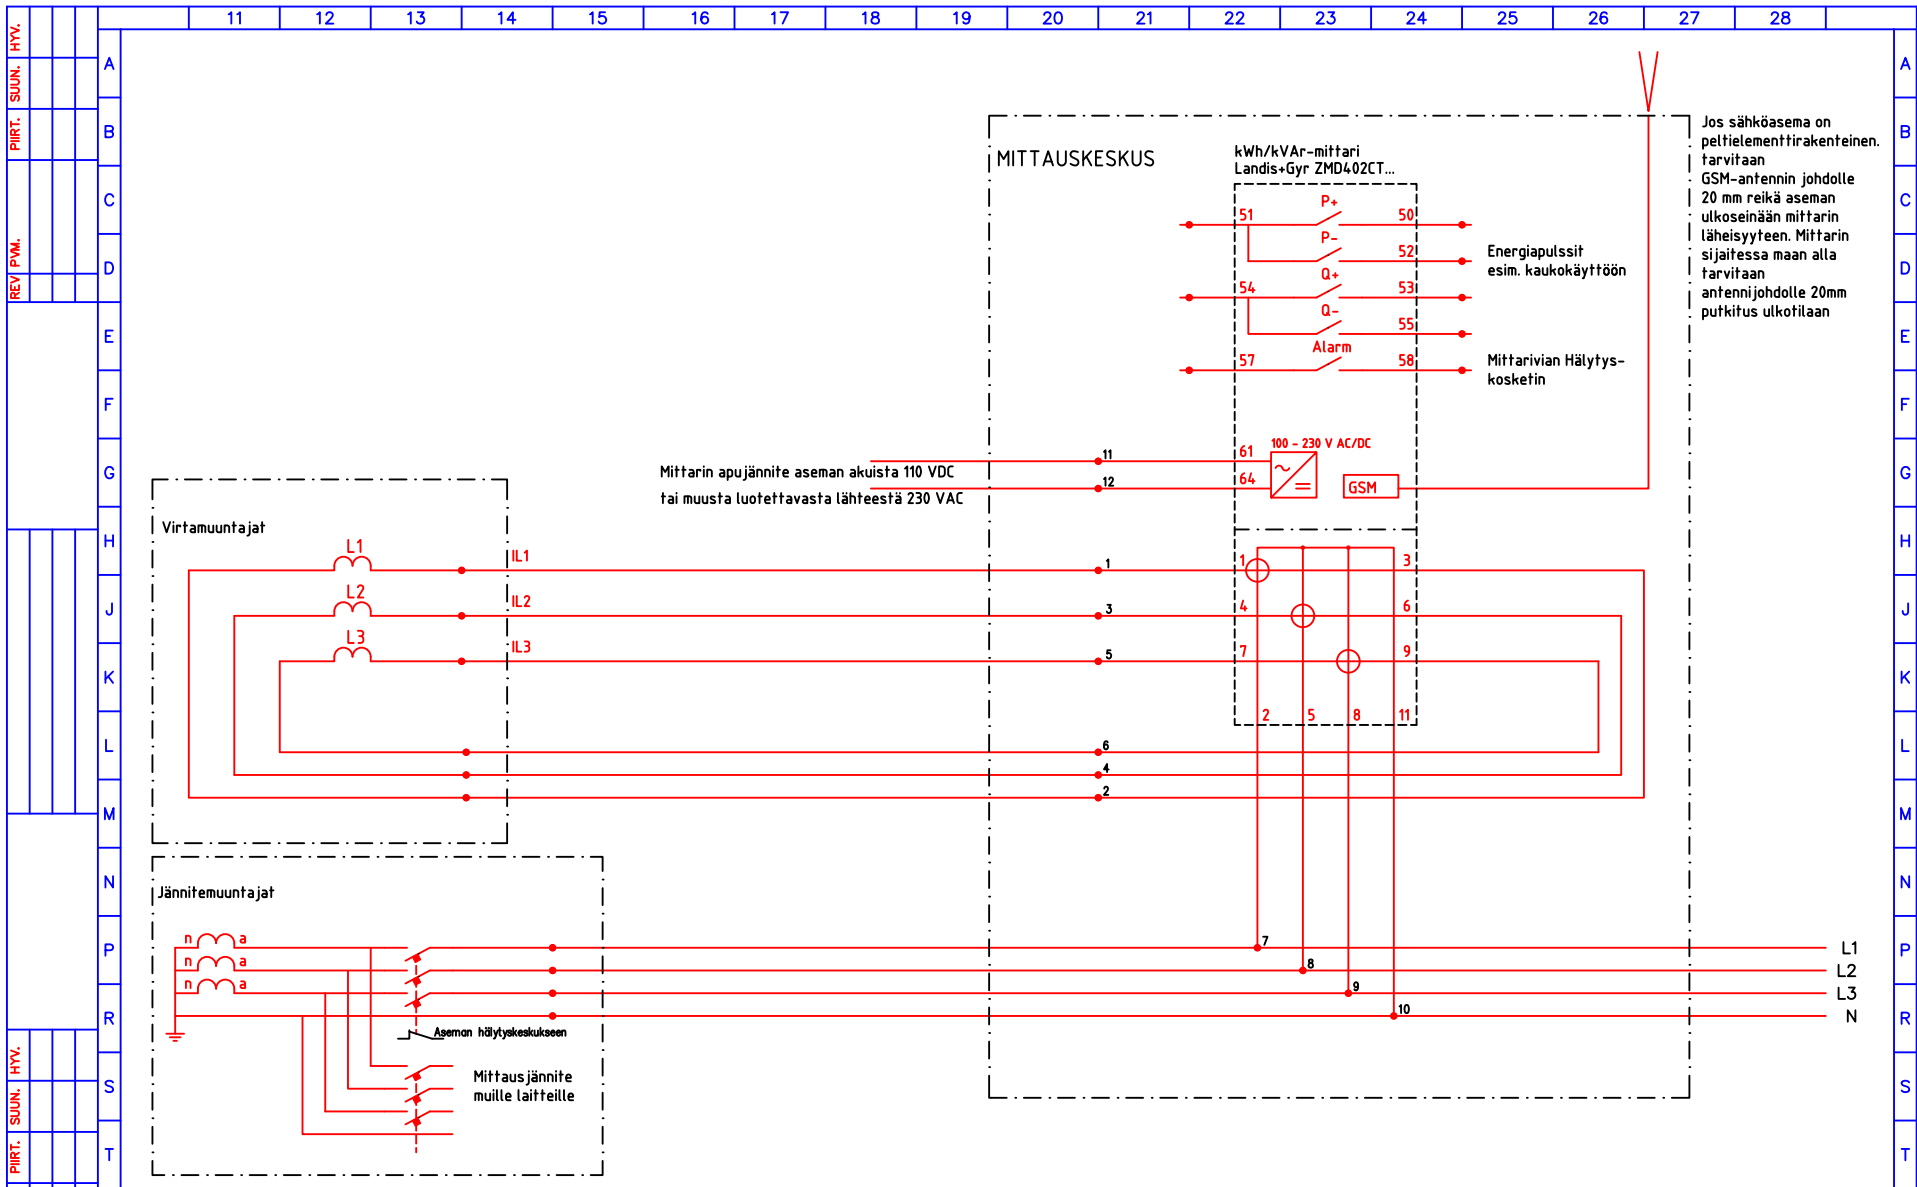 11 12 13 14 15 16 17 18 19 20 21 22 23 24 25 26 27 28
HYV.
SUUN.
PIIRT.
REV PVM.
HYV.
SUUN.
PIIRT.
A A
B B
C C
D D
E E
F F
G G
H H
J J
K K
L L
M M
N N
P P
R R
S S
T T
MITTAUSKESKUS
kWh/kVAr-mittari
Landis+Gyr ZMD402CT...
Jos sähköasema on
peltielementtirakenteinen.
tarvitaan
GSM-antennin johdolle
20 mm reikä aseman
ulkoseinään mittarin
läheisyyteen. Mittarin
sijaitessa maan alla
tarvitaan
antennijohdolle 20mm
putkitus ulkotilaan
51 P+ 50
P- 52
54 Q+ 53
Q- 55
57 Alarm 58
Energiapulssit
esim. kaukokäyttöön
Mittarivian Hälytys-
kosketin
100 - 230 V AC/DC
11 61
12 64
GSM
Mittarin apujännite aseman akuista 110 VDC
tai muusta luotettavasta lähteestä 230 VAC
Virtamuuntajat
L1 IL1 1 1 3
L2 IL2 3 4 6
L3 IL3 5 7 9
2 5 8 11
6
4
2
Jännitemuuntajat
n a 7 L1
n a 8 L2
n a 9 L3
10 N
Aseman hälytyskeskukseen
Mittausjännite
muille laitteille